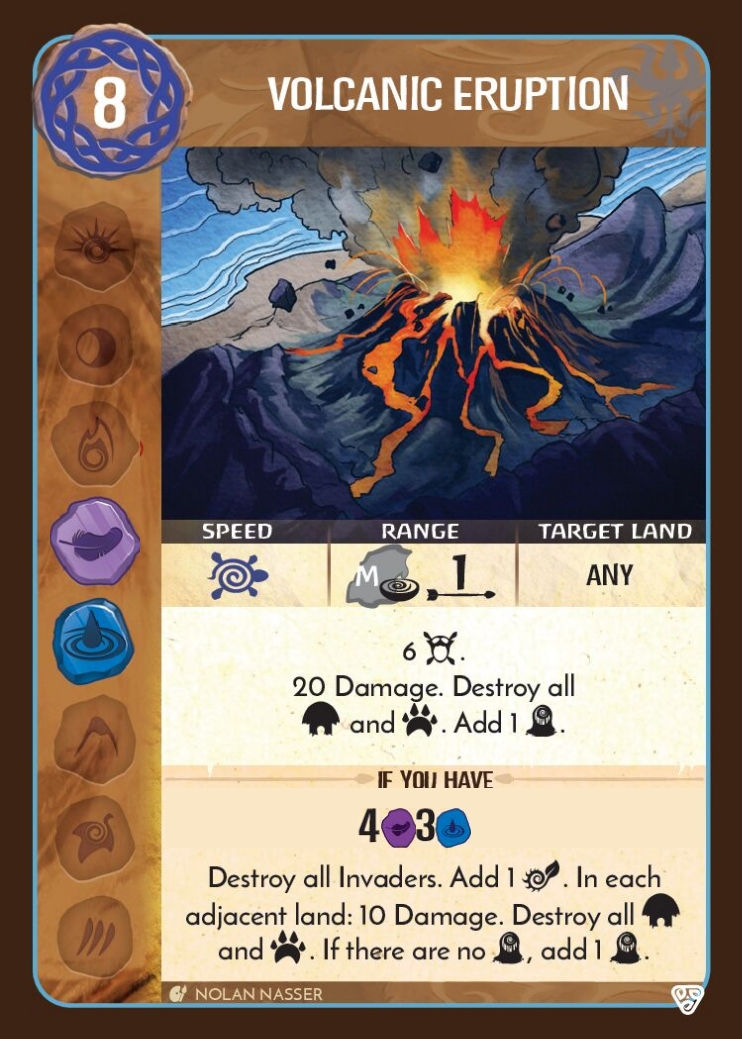 8
VOLCANIC ERUPTION
SPEED RANGE TARGET LAND
M 1 ANY
6 .
20 Damage. Destroy all
and . Add 1 .
IF YOU HAVE
4 3
Destroy all Invaders. Add 1 . In each
adjacent land: 10 Damage. Destroy all
and . If there are no , add 1 .
NOLAN NASSER